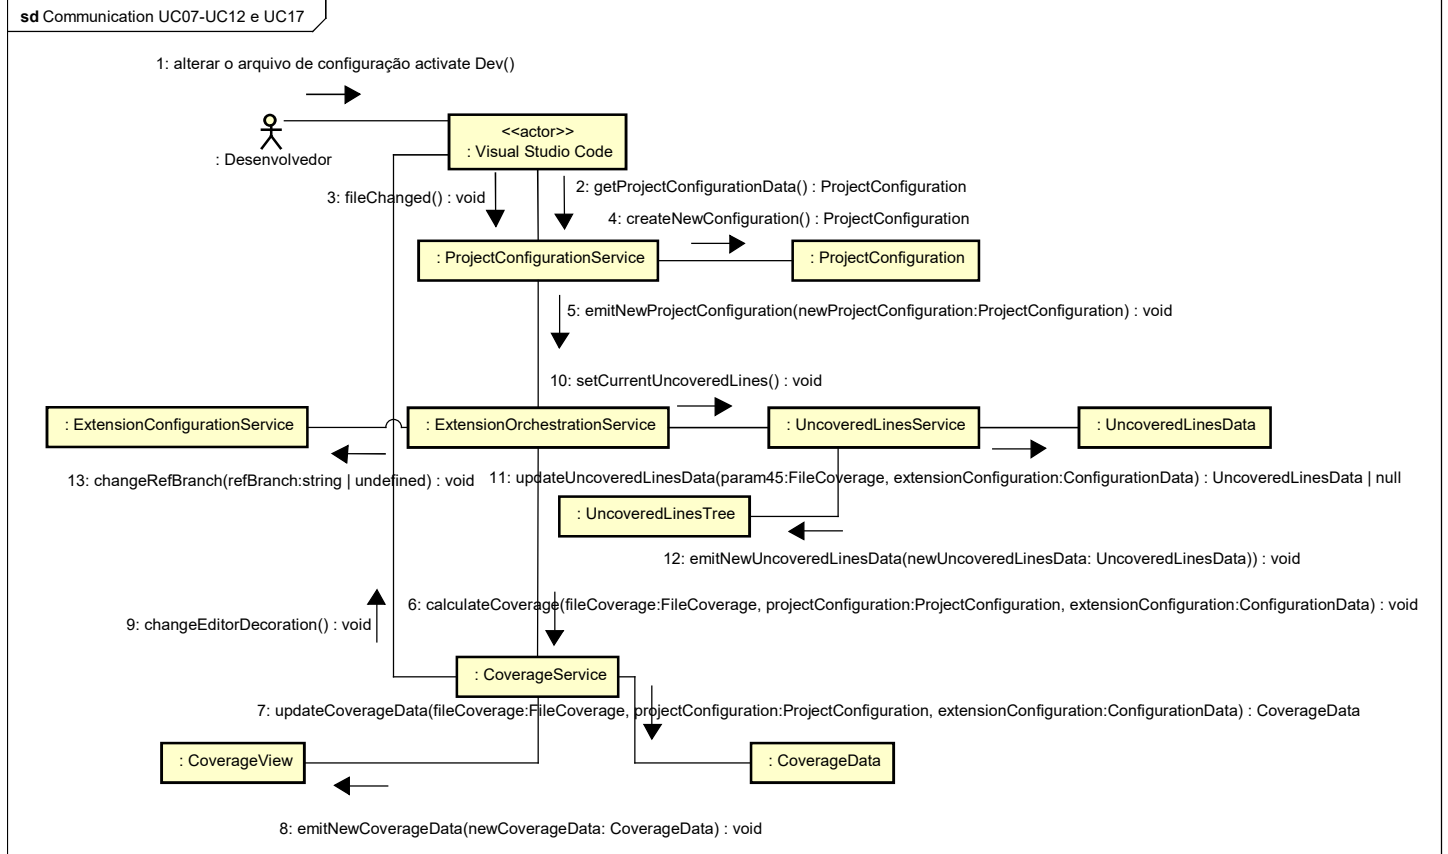 sd Communication UC07-UC12 e UC17
1: alterar o arquivo de configuração activate Dev()
<<actor>>
: Visual Studio Code
: Desenvolvedor
2: getProjectConfigurationData() : ProjectConfiguration
3: fileChanged() : void
4: createNewConfiguration() : ProjectConfiguration
: ProjectConfigurationService
: ProjectConfiguration
5: emitNewProjectConfiguration(newProjectConfiguration:ProjectConfiguration) : void
10: setCurrentUncoveredLines() : void
: ExtensionConfigurationService
: ExtensionOrchestrationService
: UncoveredLinesService
: UncoveredLinesData
13: changeRefBranch(refBranch:string | undefined) : void
11: updateUncoveredLinesData(param45:FileCoverage, extensionConfiguration:ConfigurationData) : UncoveredLinesData | null
: UncoveredLinesTree
12: emitNewUncoveredLinesData(newUncoveredLinesData: UncoveredLinesData)) : void
6: calculateCoverage(fileCoverage:FileCoverage, projectConfiguration:ProjectConfiguration, extensionConfiguration:ConfigurationData) : void
9: changeEditorDecoration() : void
: CoverageService
7: updateCoverageData(fileCoverage:FileCoverage, projectConfiguration:ProjectConfiguration, extensionConfiguration:ConfigurationData) : CoverageData
: CoverageView
: CoverageData
8: emitNewCoverageData(newCoverageData: CoverageData) : void